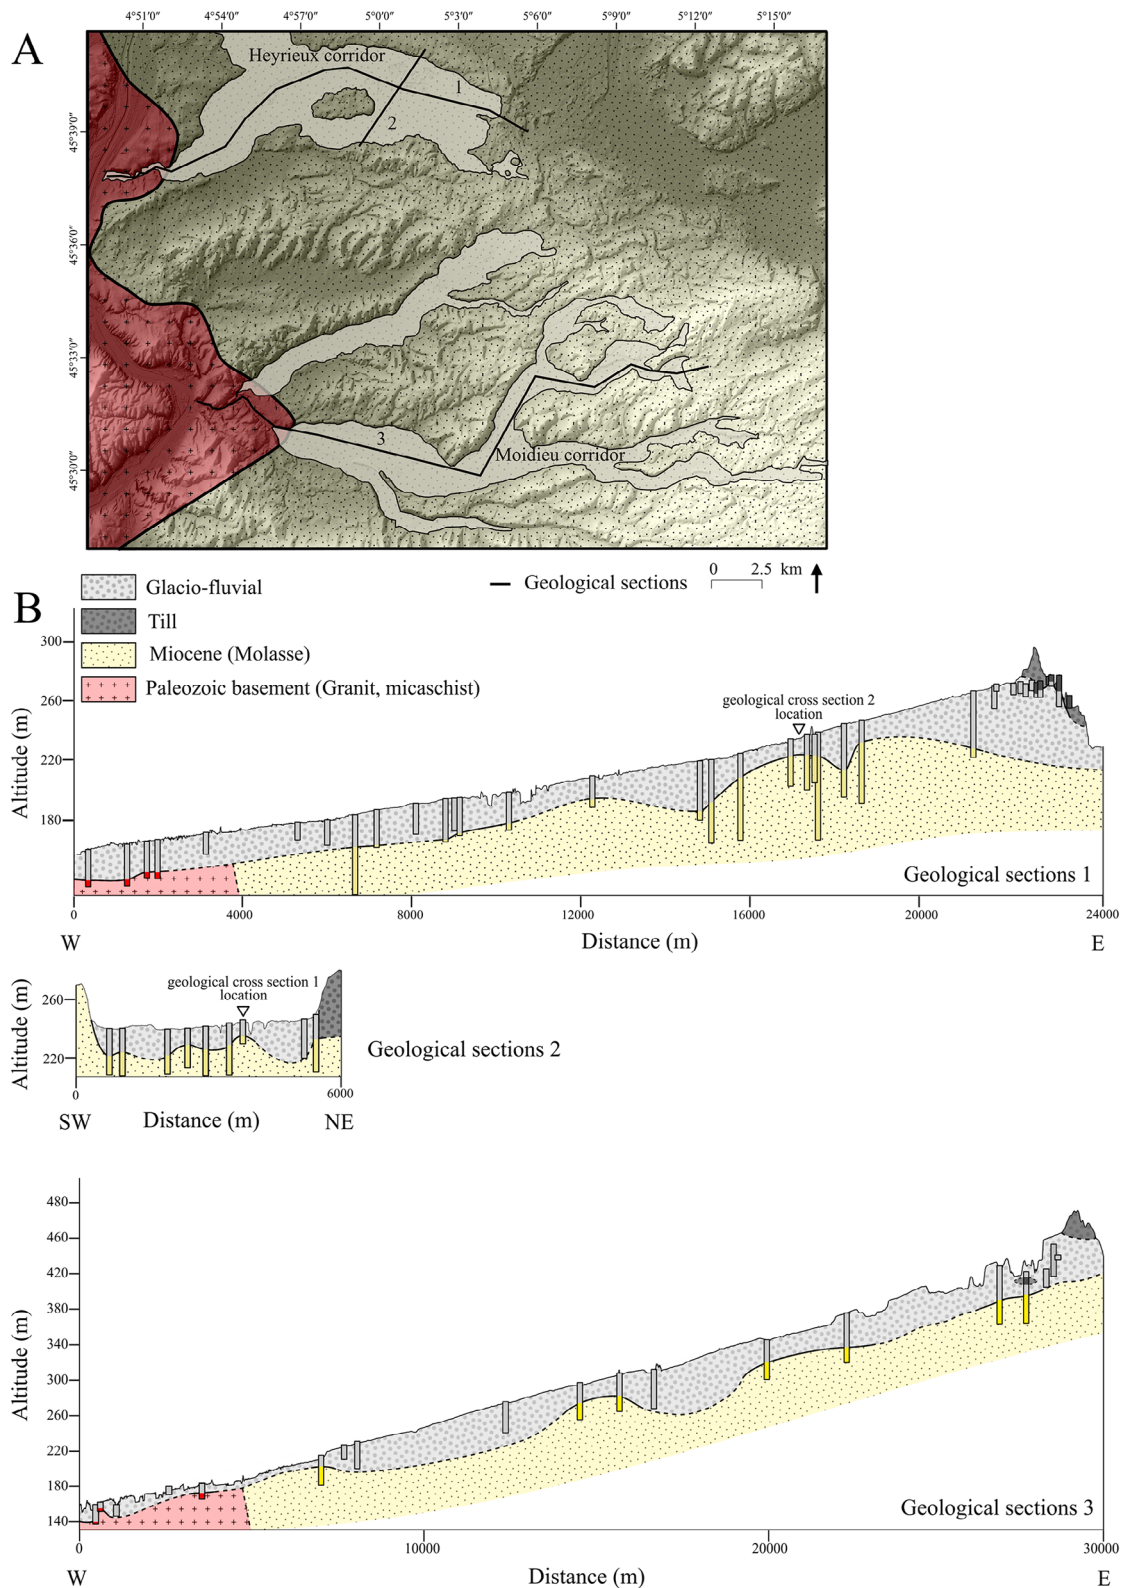 A
4°51'0" 4°54'0" 4°57'0" 5°0'0" 5°3'0" 5°6'0" 5°9'0" 5°12'0" 5°15'0"
45°39'0"
45°36'0"
45°33'0"
45°30'0"
Heyrieux corridor
1
2
3
Moidieu corridor
Geological sections
0 2.5 km
B
Glacio-fluvial
Till
Miocene (Molasse)
Paleozoic basement (Granit, micaschist)
Altitude (m)
300
260
220
180
geological cross section 2
location
Geological sections 1
0 4000 8000 12000 16000 20000 24000
W Distance (m) E
Altitude (m)
260
220
geological cross section 1
location
Geological sections 2
0 6000
SW Distance (m) NE
Altitude (m)
480
460
420
380
340
300
260
220
180
140
Geological sections 3
0 10000 20000 30000
W Distance (m) E